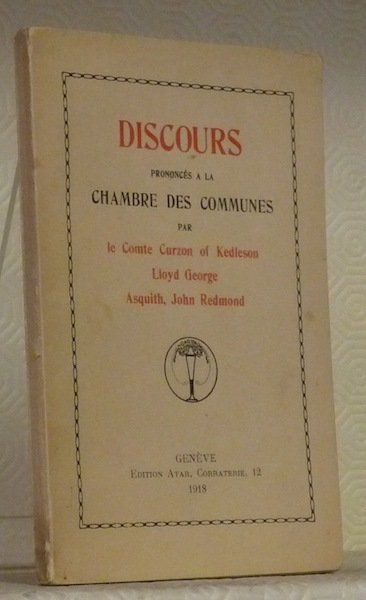 DISCOURS
PRONONCÉS A LA
CHAMBRE DES COMMUNES
PAR
le Comte Curzon of Kedleson
Lloyd George
Asquith, John Redmond
GENÈVE
EDITION ATAR, CORRATERIE, 12
1918